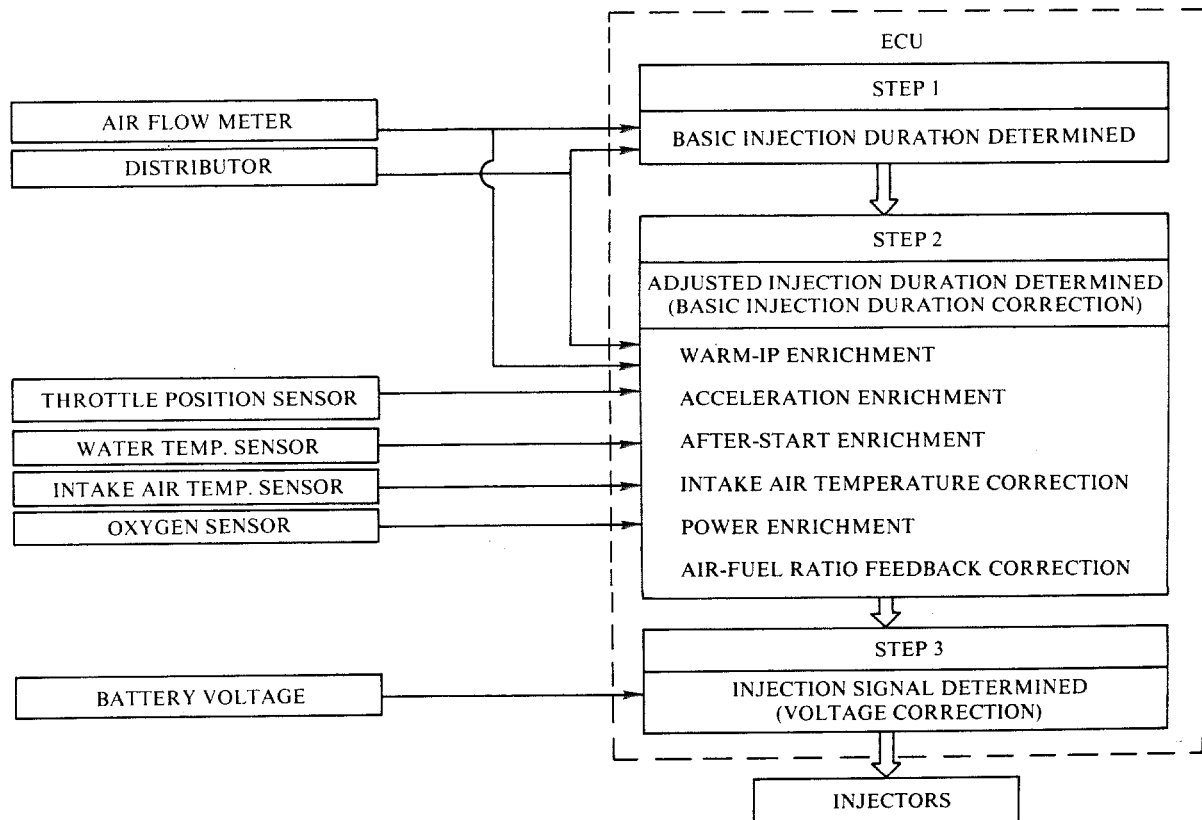 ECU
STEP 1
BASIC INJECTION DURATION DETERMINED
AIR FLOW METER
DISTRIBUTOR
STEP 2
ADJUSTED INJECTION DURATION DETERMINED
(BASIC INJECTION DURATION CORRECTION)
WARM-IP ENRICHMENT
ACCELERATION ENRICHMENT
AFTER-START ENRICHMENT
INTAKE AIR TEMPERATURE CORRECTION
POWER ENRICHMENT
AIR-FUEL RATIO FEEDBACK CORRECTION
THROTTLE POSITION SENSOR
WATER TEMP. SENSOR
INTAKE AIR TEMP. SENSOR
OXYGEN SENSOR
STEP 3
INJECTION SIGNAL DETERMINED
(VOLTAGE CORRECTION)
BATTERY VOLTAGE
INJECTORS